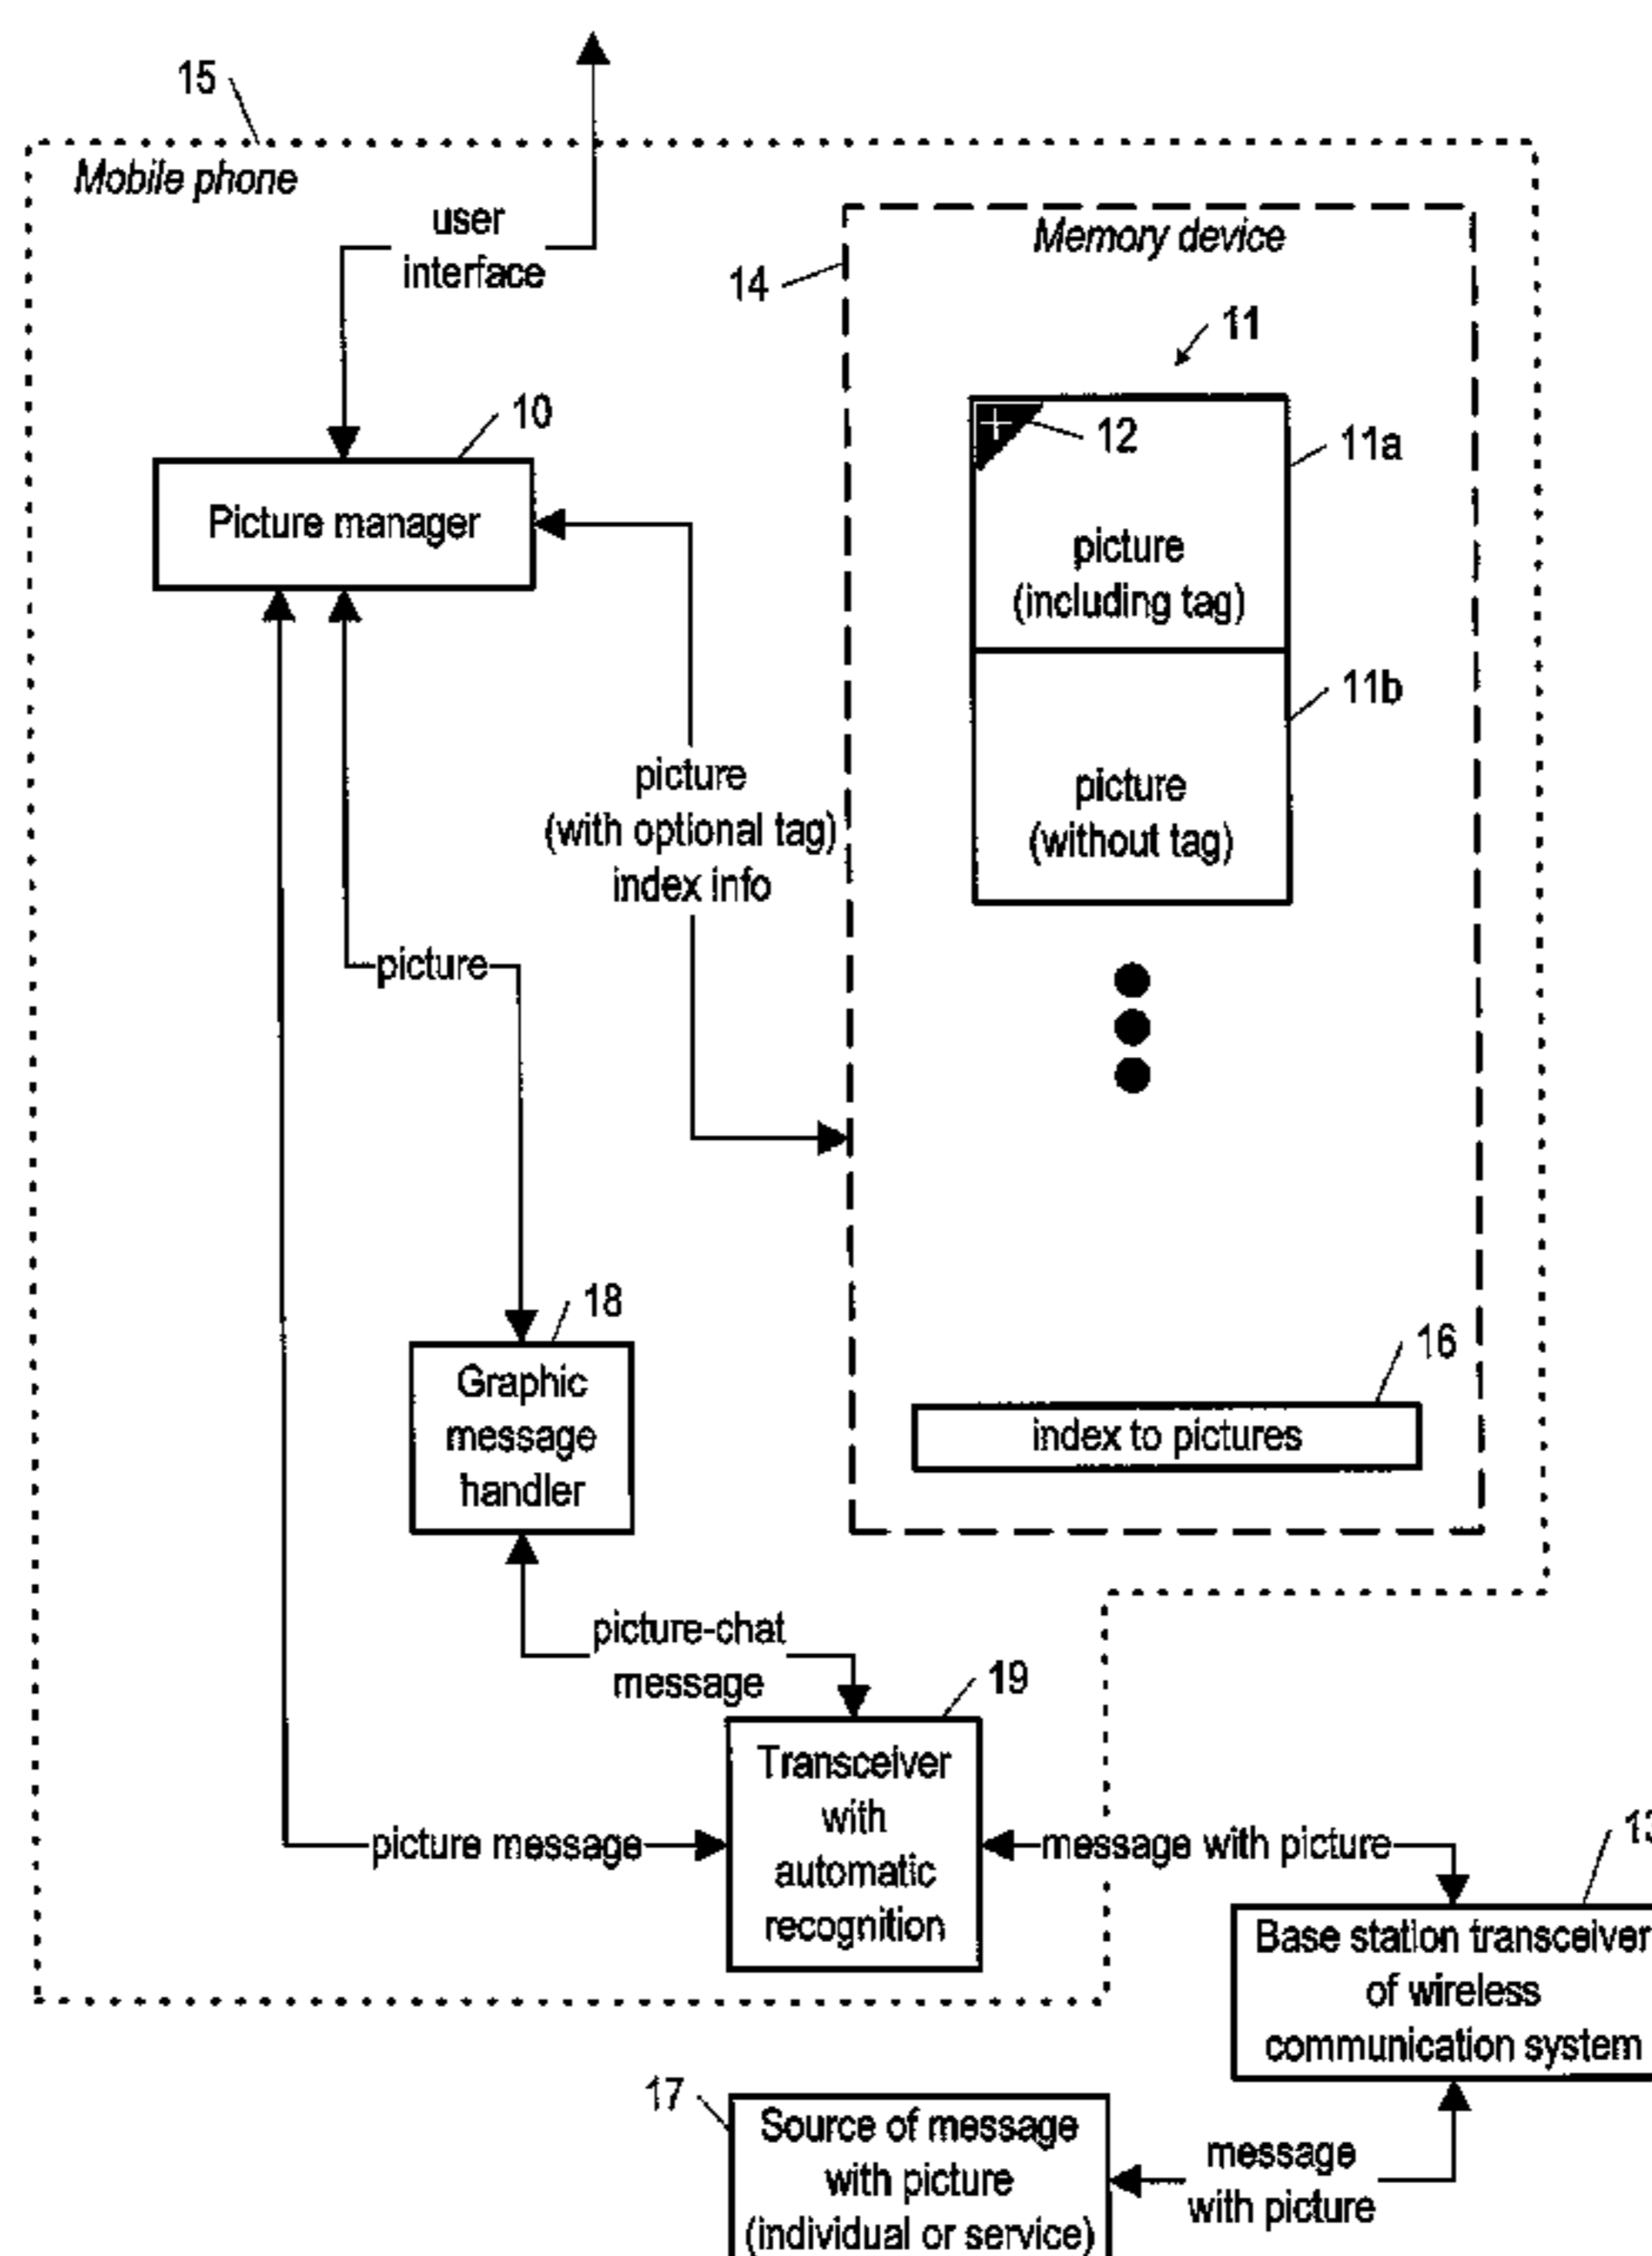 15
Mobile phone
user
interface
Memory device
14
11
10
12
11a
Picture manager
picture
(including tag)
11b
picture
(with optional tag)
index info
picture
(without tag)
picture
18
Graphic
message
handler
16
index to pictures
picture-chat
message
19
Transceiver
with
automatic
recognition
picture message
message with picture
13
Base station transceiver
of wireless
communication system
17
Source of message
with picture
(individual or service)
message
with picture